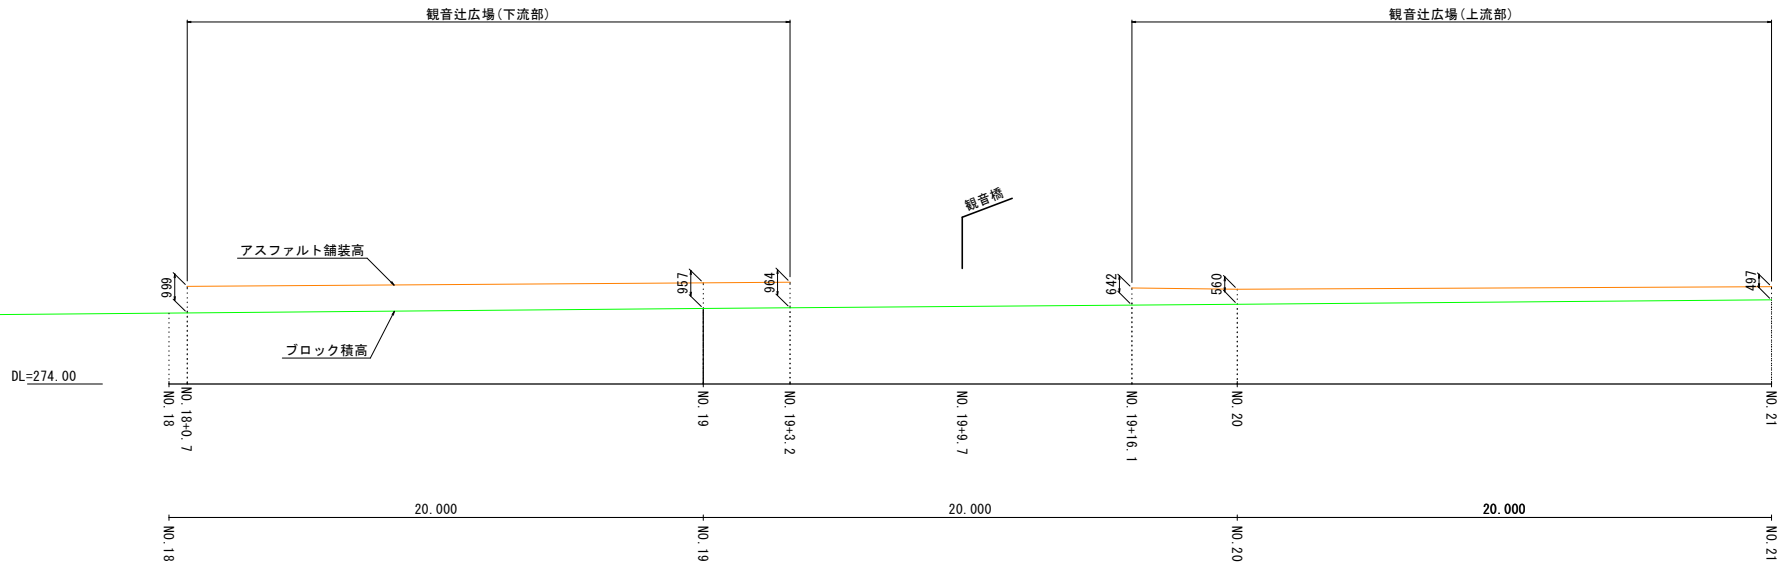 観音辻広場(下流部)
観音辻広場(上流部)
観音橋
アスファルト舗装高
999
957
964
642
560
497
ブロック積高
DL=274.00
NO.18
NO.18+0.7
NO.19
NO.19+3.2
NO.19+9.7
NO.19+16.1
NO.20
NO.21
20.000
20.000
20.000
NO.18
NO.19
NO.20
NO.21